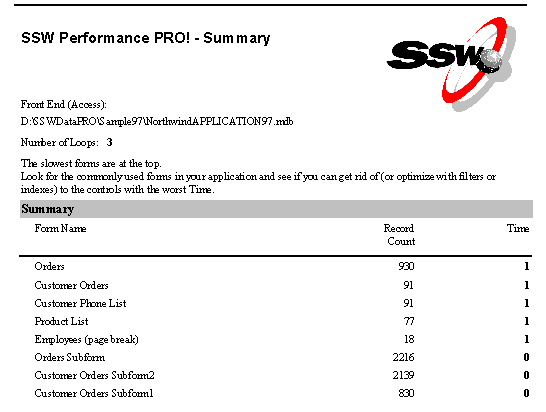 SSW Performance PRO! - Summary
SSW
Front End (Access):
D:\SSWDataPRO\Sample97\NorthwindAPPLICATION97.mdb
Number of Loops: 3
The slowest forms are at the top.
Look for the commonly used forms in your application and see if you can get rid of (or optimize with filters or
indexes) to the controls with the worst Time.
Summary
Form Name Record Time
Count
Orders 930 1
Customer Orders 91 1
Customer Phone List 91 1
Product List 77 1
Employees (page break) 18 1
Orders Subform 2216 0
Customer Orders Subform2 2139 0
Customer Orders Subform1 830 0